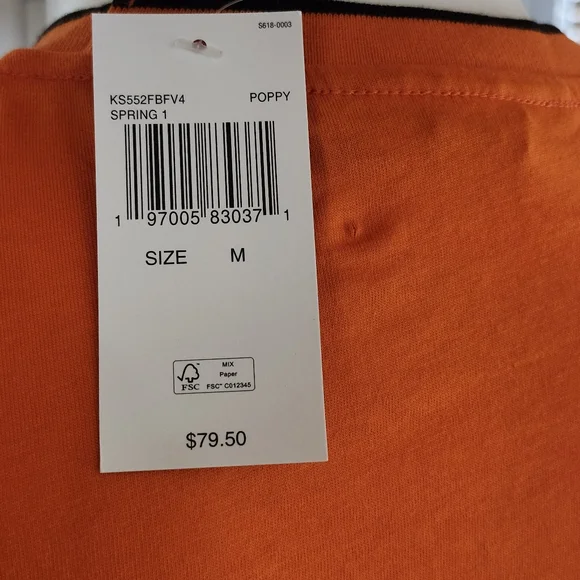 S618-0003
KS552FBFV4 POPPY
SPRING 1
1 97005 83037 1
SIZE M
MIX
Paper
FSC™ C012345
FSC
$79.50